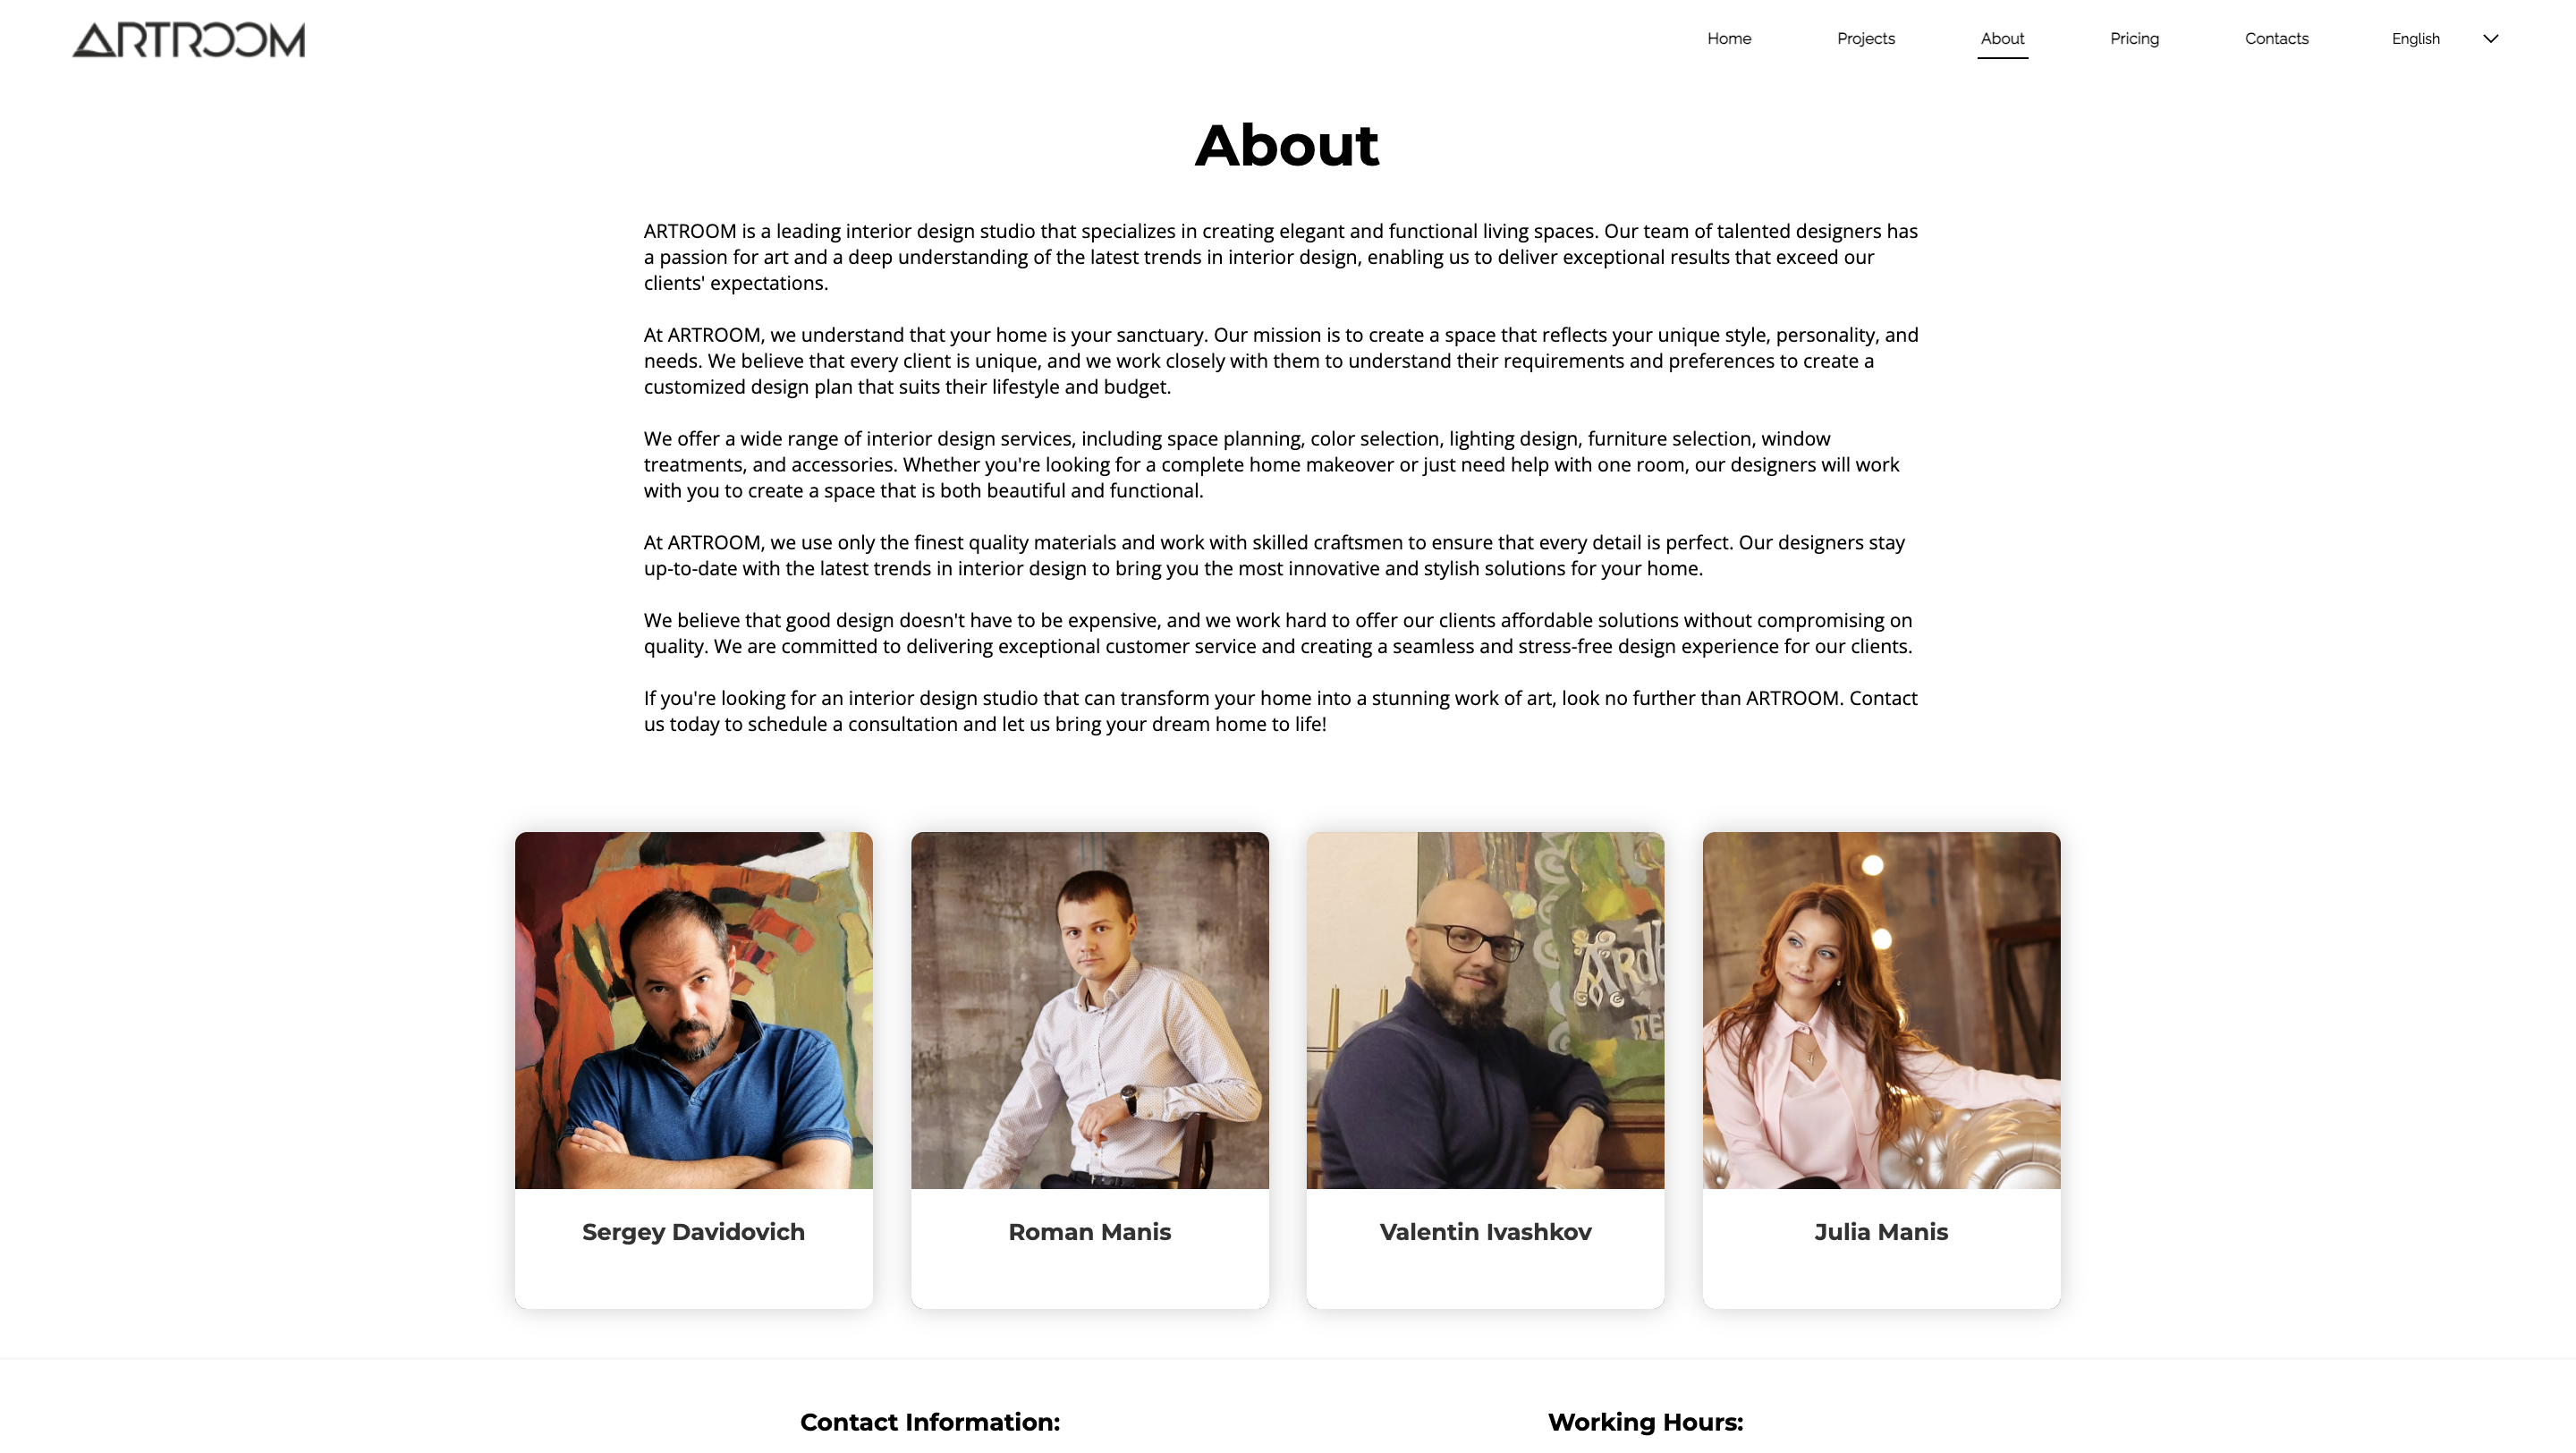 ARTROOM
Home
Projects
About
Pricing
Contacts
English
About
ARTROOM is a leading interior design studio that specializes in creating elegant and functional living spaces. Our team of talented designers has
a passion for art and a deep understanding of the latest trends in interior design, enabling us to deliver exceptional results that exceed our
clients' expectations.
At ARTROOM, we understand that your home is your sanctuary. Our mission is to create a space that reflects your unique style, personality, and
needs. We believe that every client is unique, and we work closely with them to understand their requirements and preferences to create a
customized design plan that suits their lifestyle and budget.
We offer a wide range of interior design services, including space planning, color selection, lighting design, furniture selection, window
treatments, and accessories. Whether you're looking for a complete home makeover or just need help with one room, our designers will work
with you to create a space that is both beautiful and functional.
At ARTROOM, we use only the finest quality materials and work with skilled craftsmen to ensure that every detail is perfect. Our designers stay
up-to-date with the latest trends in interior design to bring you the most innovative and stylish solutions for your home.
We believe that good design doesn't have to be expensive, and we work hard to offer our clients affordable solutions without compromising on
quality. We are committed to delivering exceptional customer service and creating a seamless and stress-free design experience for our clients.
If you're looking for an interior design studio that can transform your home into a stunning work of art, look no further than ARTROOM. Contact
us today to schedule a consultation and let us bring your dream home to life!
Sergey Davidovich
Roman Manis
Valentin Ivashkov
Julia Manis
Contact Information:
Working Hours: